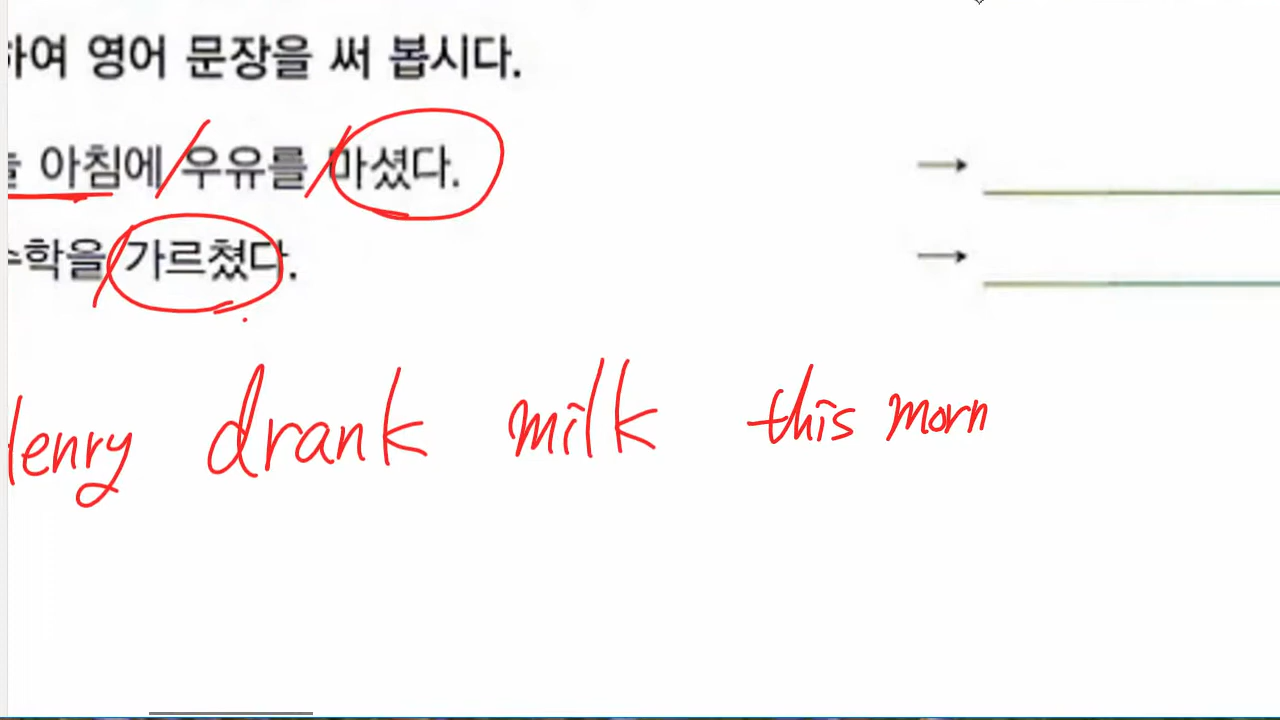 하여 영어 문장을 써 봅시다.
아침에 우유를 마셨다. →
수학을 가르쳤다. →
Henry drank milk this morn